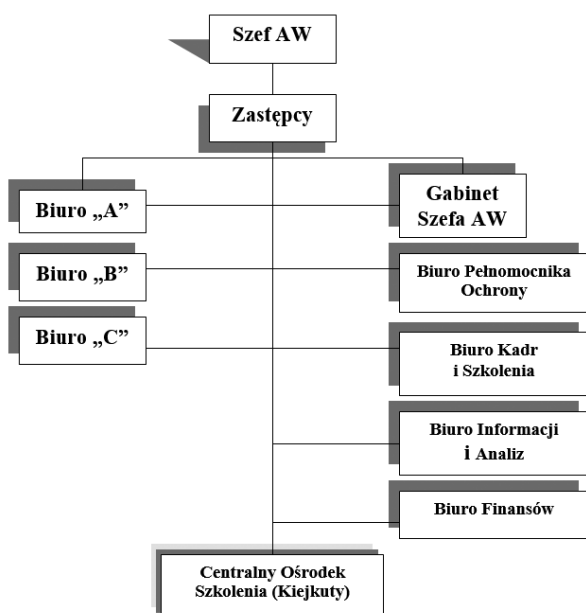 Szef AW
Zastępcy
Biuro „A”
Gabinet
Szefa AW
Biuro „B”
Biuro Pełnomocnika
Ochrony
Biuro „C”
Biuro Kadr
i Szkolenia
Biuro Informacji
i Analiz
Biuro Finansów
Centralny Ośrodek
Szkolenia (Kiejkuty)